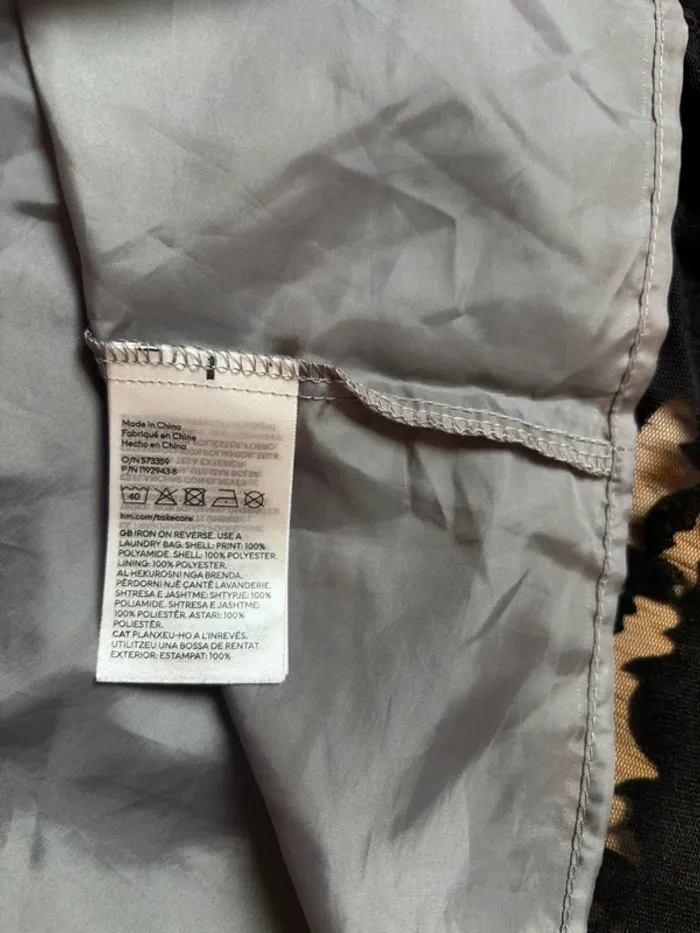 Made in China
Fabriqué en Chine
Hecho en China
O/N 573359
P/N 1192943 8
40
hm.com/takecare
GB IRON ON REVERSE. USE A
LAUNDRY BAG. SHELL: PRINT: 100%
POLYAMIDE. SHELL: 100% POLYESTER.
LINING: 100% POLYESTER.
AL HEKUROSNI NGA BRENDA.
PËRDORNI NJË ÇANTË LAVANDERIE.
SHTRESA E JASHTME: SHTYPJE: 100%
POLIAMIDE. SHTRESA E JASHTME:
100% POLIESTËR. ASTARI: 100%
POLIESTËR.
CAT PLANXEU-HO A L'INREVÉS.
UTILITZEU UNA BOSSA DE RENTAT.
EXTERIOR: ESTAMPAT: 100%